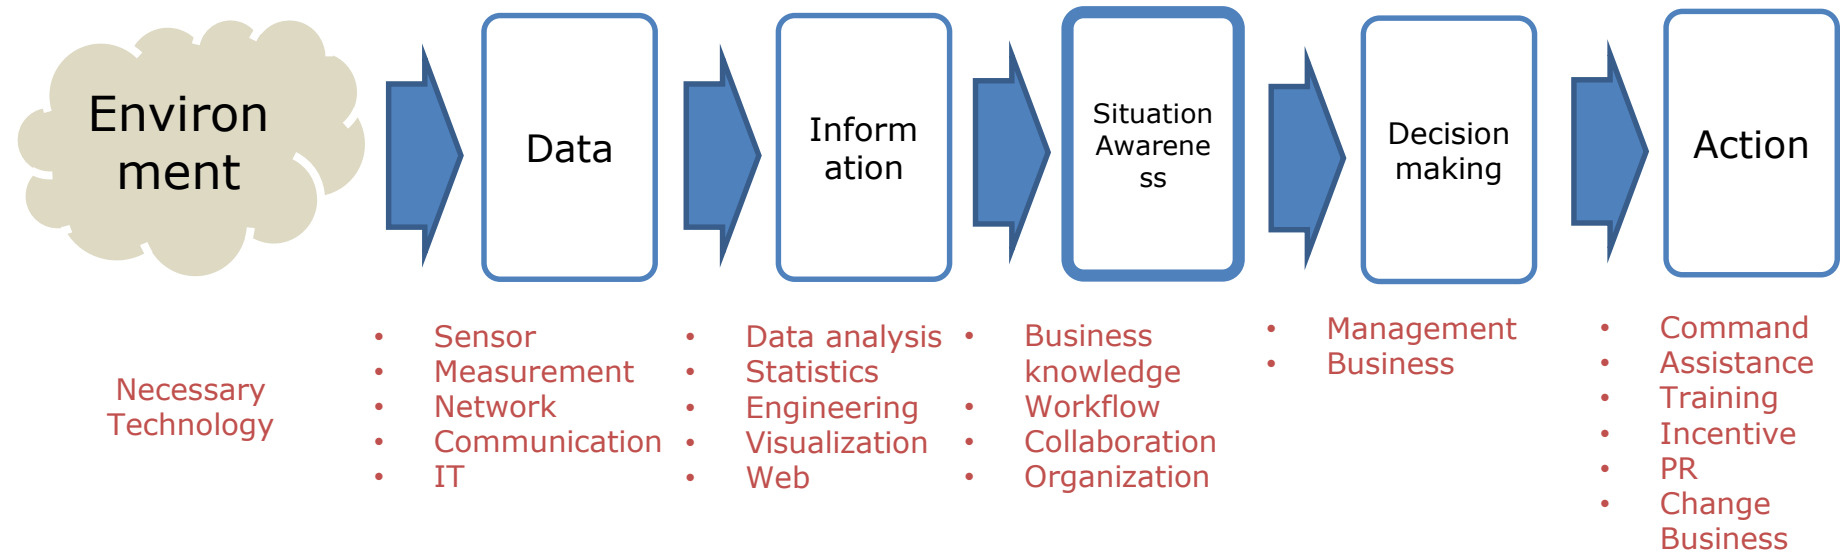 Environ
ment
Data
Inform
ation
Situation
Awarene
ss
Decision
making
Action
Necessary
Technology
• Sensor
• Measurement
• Network
• Communication
• IT
• Data analysis
• Statistics
• Engineering
• Visualization
• Web
• Business
knowledge
• Workflow
• Collaboration
• Organization
• Management
• Business
• Command
• Assistance
• Training
• Incentive
• PR
• Change
Business